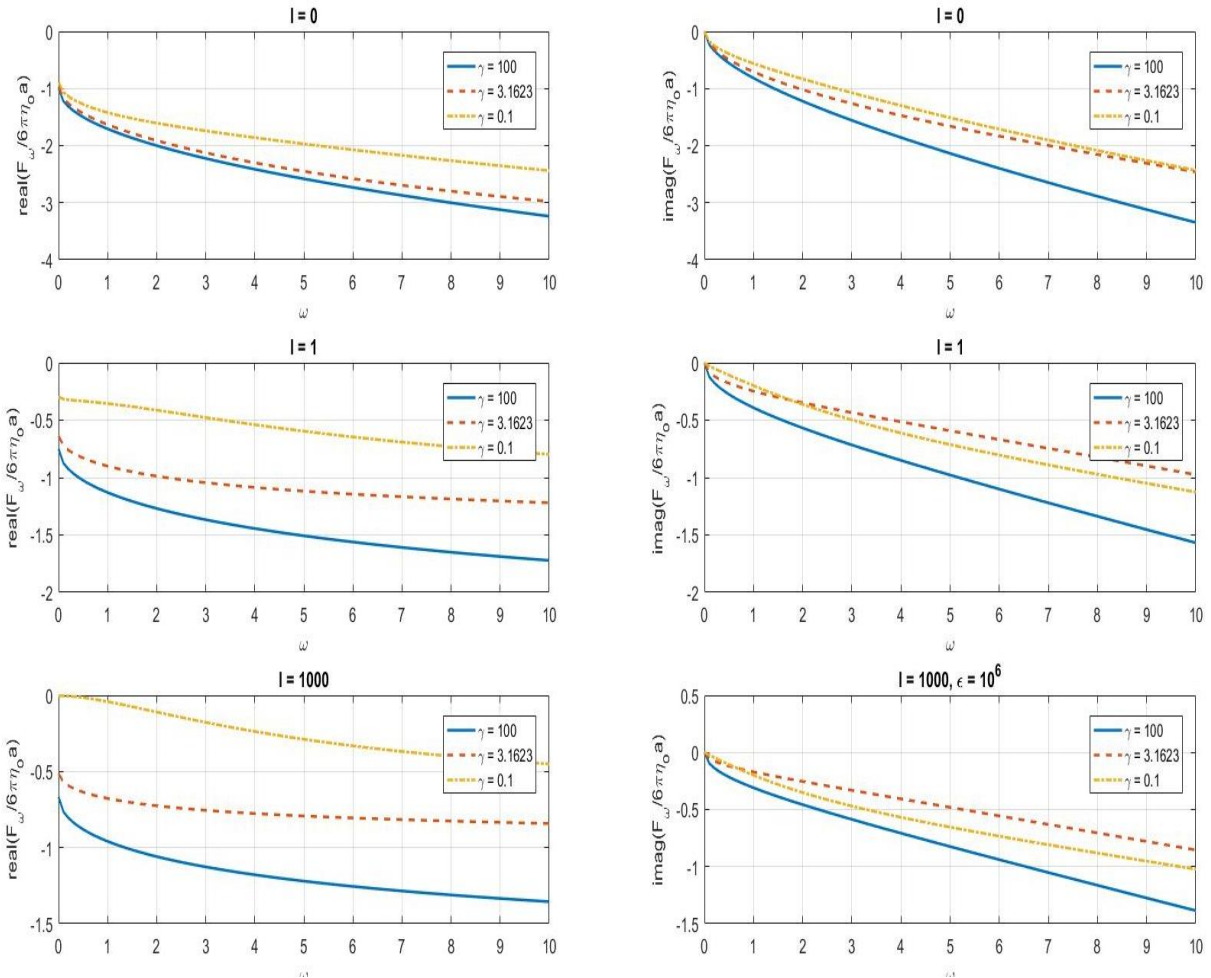 l = 0
real(F_ω/6πη_oa)
0
-1
-2
-3
-4
γ = 100
γ = 3.1623
γ = 0.1
0 1 2 3 4 5 6 7 8 9 10
ω
l = 0
imag(F_ω/6πη_oa)
0
-1
-2
-3
-4
γ = 100
γ = 3.1623
γ = 0.1
0 1 2 3 4 5 6 7 8 9 10
ω
l = 1
real(F_ω/6πη_oa)
0
-0.5
-1
-1.5
-2
γ = 100
γ = 3.1623
γ = 0.1
0 1 2 3 4 5 6 7 8 9 10
ω
l = 1
imag(F_ω/6πη_oa)
0
-0.5
-1
-1.5
-2
γ = 100
γ = 3.1623
γ = 0.1
0 1 2 3 4 5 6 7 8 9 10
ω
l = 1000
real(F_ω/6πη_oa)
0
-0.5
-1
-1.5
γ = 100
γ = 3.1623
γ = 0.1
0 1 2 3 4 5 6 7 8 9 10
ω
l = 1000, ϵ = 10^6
imag(F_ω/6πη_oa)
0.5
0
-0.5
-1
-1.5
γ = 100
γ = 3.1623
γ = 0.1
0 1 2 3 4 5 6 7 8 9 10
ω